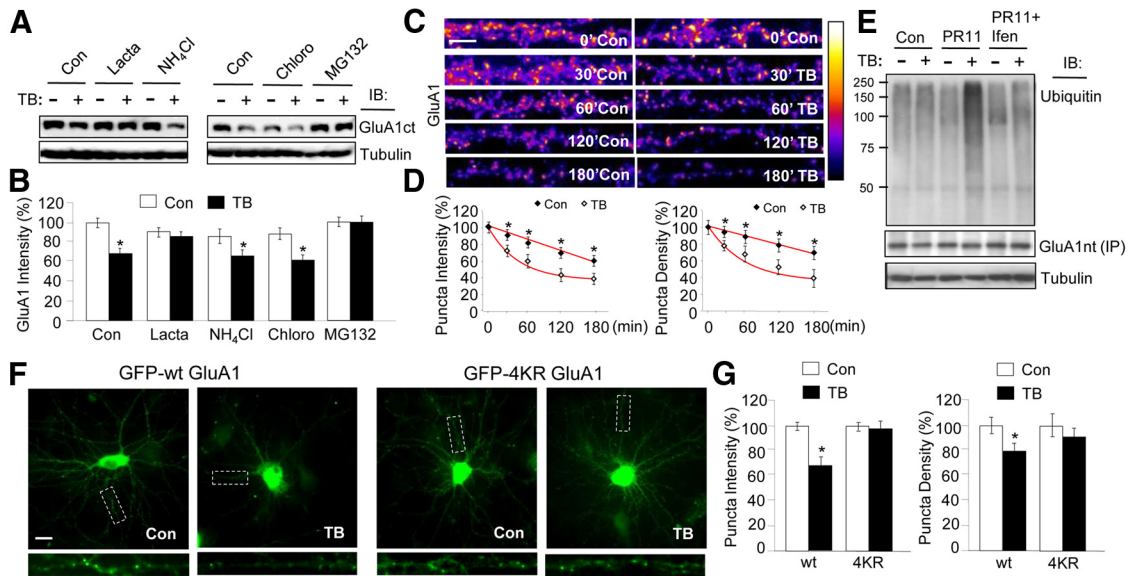 A
Con Lacta NH4Cl Con Chloro MG132
TB: - + - + - + - + - + - + IB:
GluA1ct
Tubulin
B
Con TB
GluA1 Intensity (%)
120
100
80
60
40
20
0
Con Lacta NH4Cl Chloro MG132
* * *
C
GluA1
0' Con 0' Con
30'Con 30' TB
60'Con 60' TB
120'Con 120' TB
180'Con 180' TB
D
Con TB Con TB
Puncta Intensity (%)
120
100
80
60
40
20
0
* * * *
0 60 120 180 (min)
Puncta Density (%)
120
100
80
60
40
20
0
* * * *
0 60 120 180 (min)
E
Con PR11 PR11+
Ifen
TB: - + - + - + IB:
250
150
100
75
50
Ubiquitin
GluA1nt (IP)
Tubulin
F
GFP-wt GluA1 GFP-4KR GluA1
Con TB Con TB
G
Con Con
TB TB
Puncta Intensity (%)
120
100
80
60
40
20
0
*
wt 4KR
Puncta Density (%)
120
100
80
60
40
20
0
*
wt 4KR